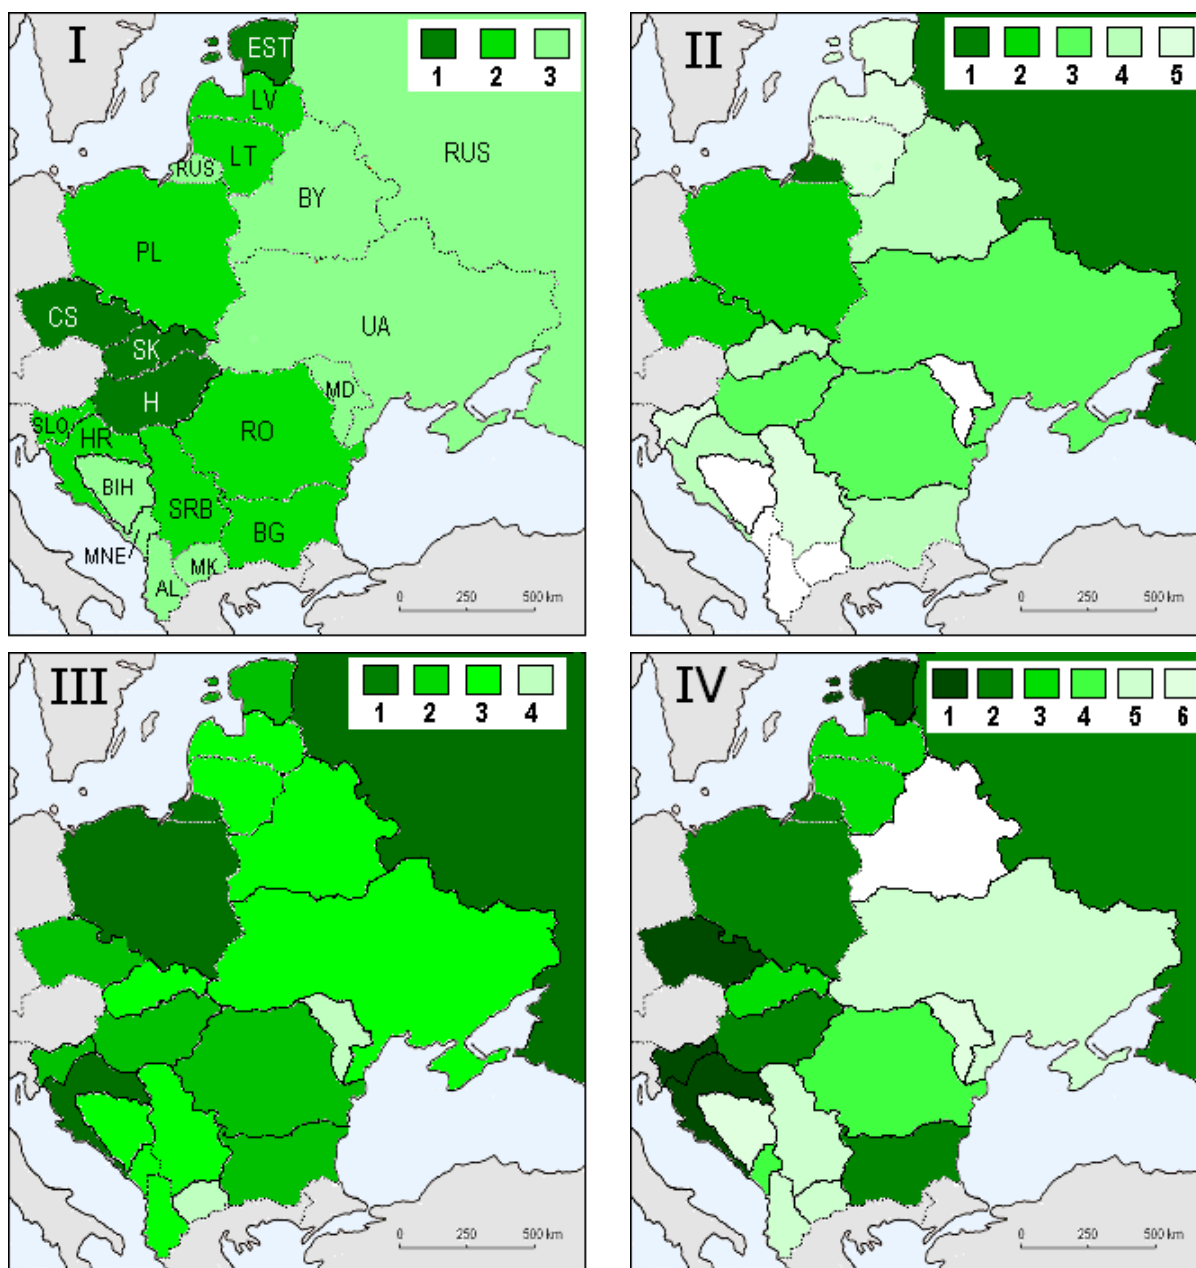 I
EST
1 2 3
LV
LT
RUS
RUS
BY
PL
CS
SK
UA
H
MD
SLO
HR
RO
BIH
SRB
BG
MNE
MK
AL
0 250 500 km
II
1 2 3 4 5
0 250 500 km
III
1 2 3 4
0 250 500 km
IV
1 2 3 4 5 6
0 250 500 km